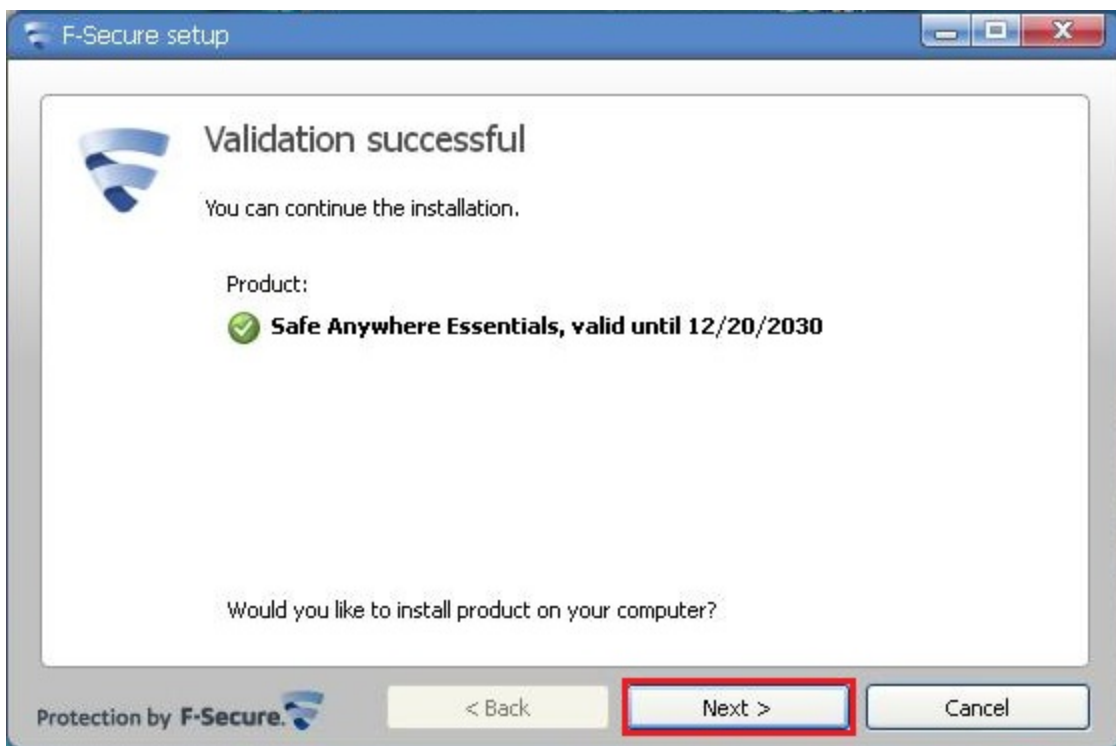 F-Secure setup
Validation successful
You can continue the installation.
Product:
Safe Anywhere Essentials, valid until 12/20/2030
Would you like to install product on your computer?
Protection by F-Secure.
< Back
Next >
Cancel